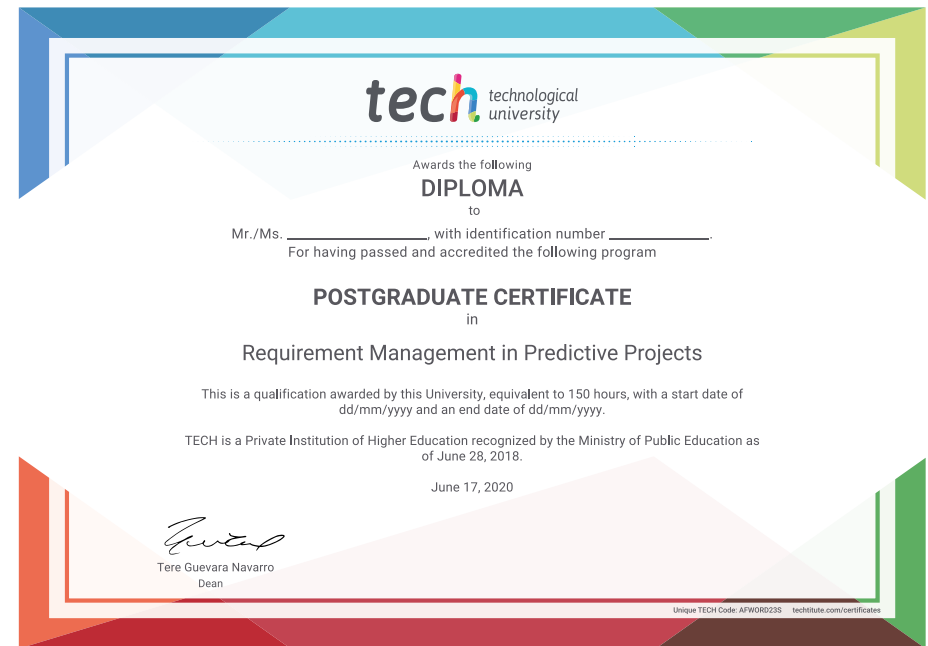 tech technological
university
Awards the following
DIPLOMA
to
Mr./Ms. ____________________, with identification number ______________.
For having passed and accredited the following program
POSTGRADUATE CERTIFICATE
in
Requirement Management in Predictive Projects
This is a qualification awarded by this University, equivalent to 150 hours, with a start date of
dd/mm/yyyy and an end date of dd/mm/yyyy.
TECH is a Private Institution of Higher Education recognized by the Ministry of Public Education as
of June 28, 2018.
June 17, 2020
Tere Guevara Navarro
Dean
Unique TECH Code: AFWORD23S techtitute.com/certificates